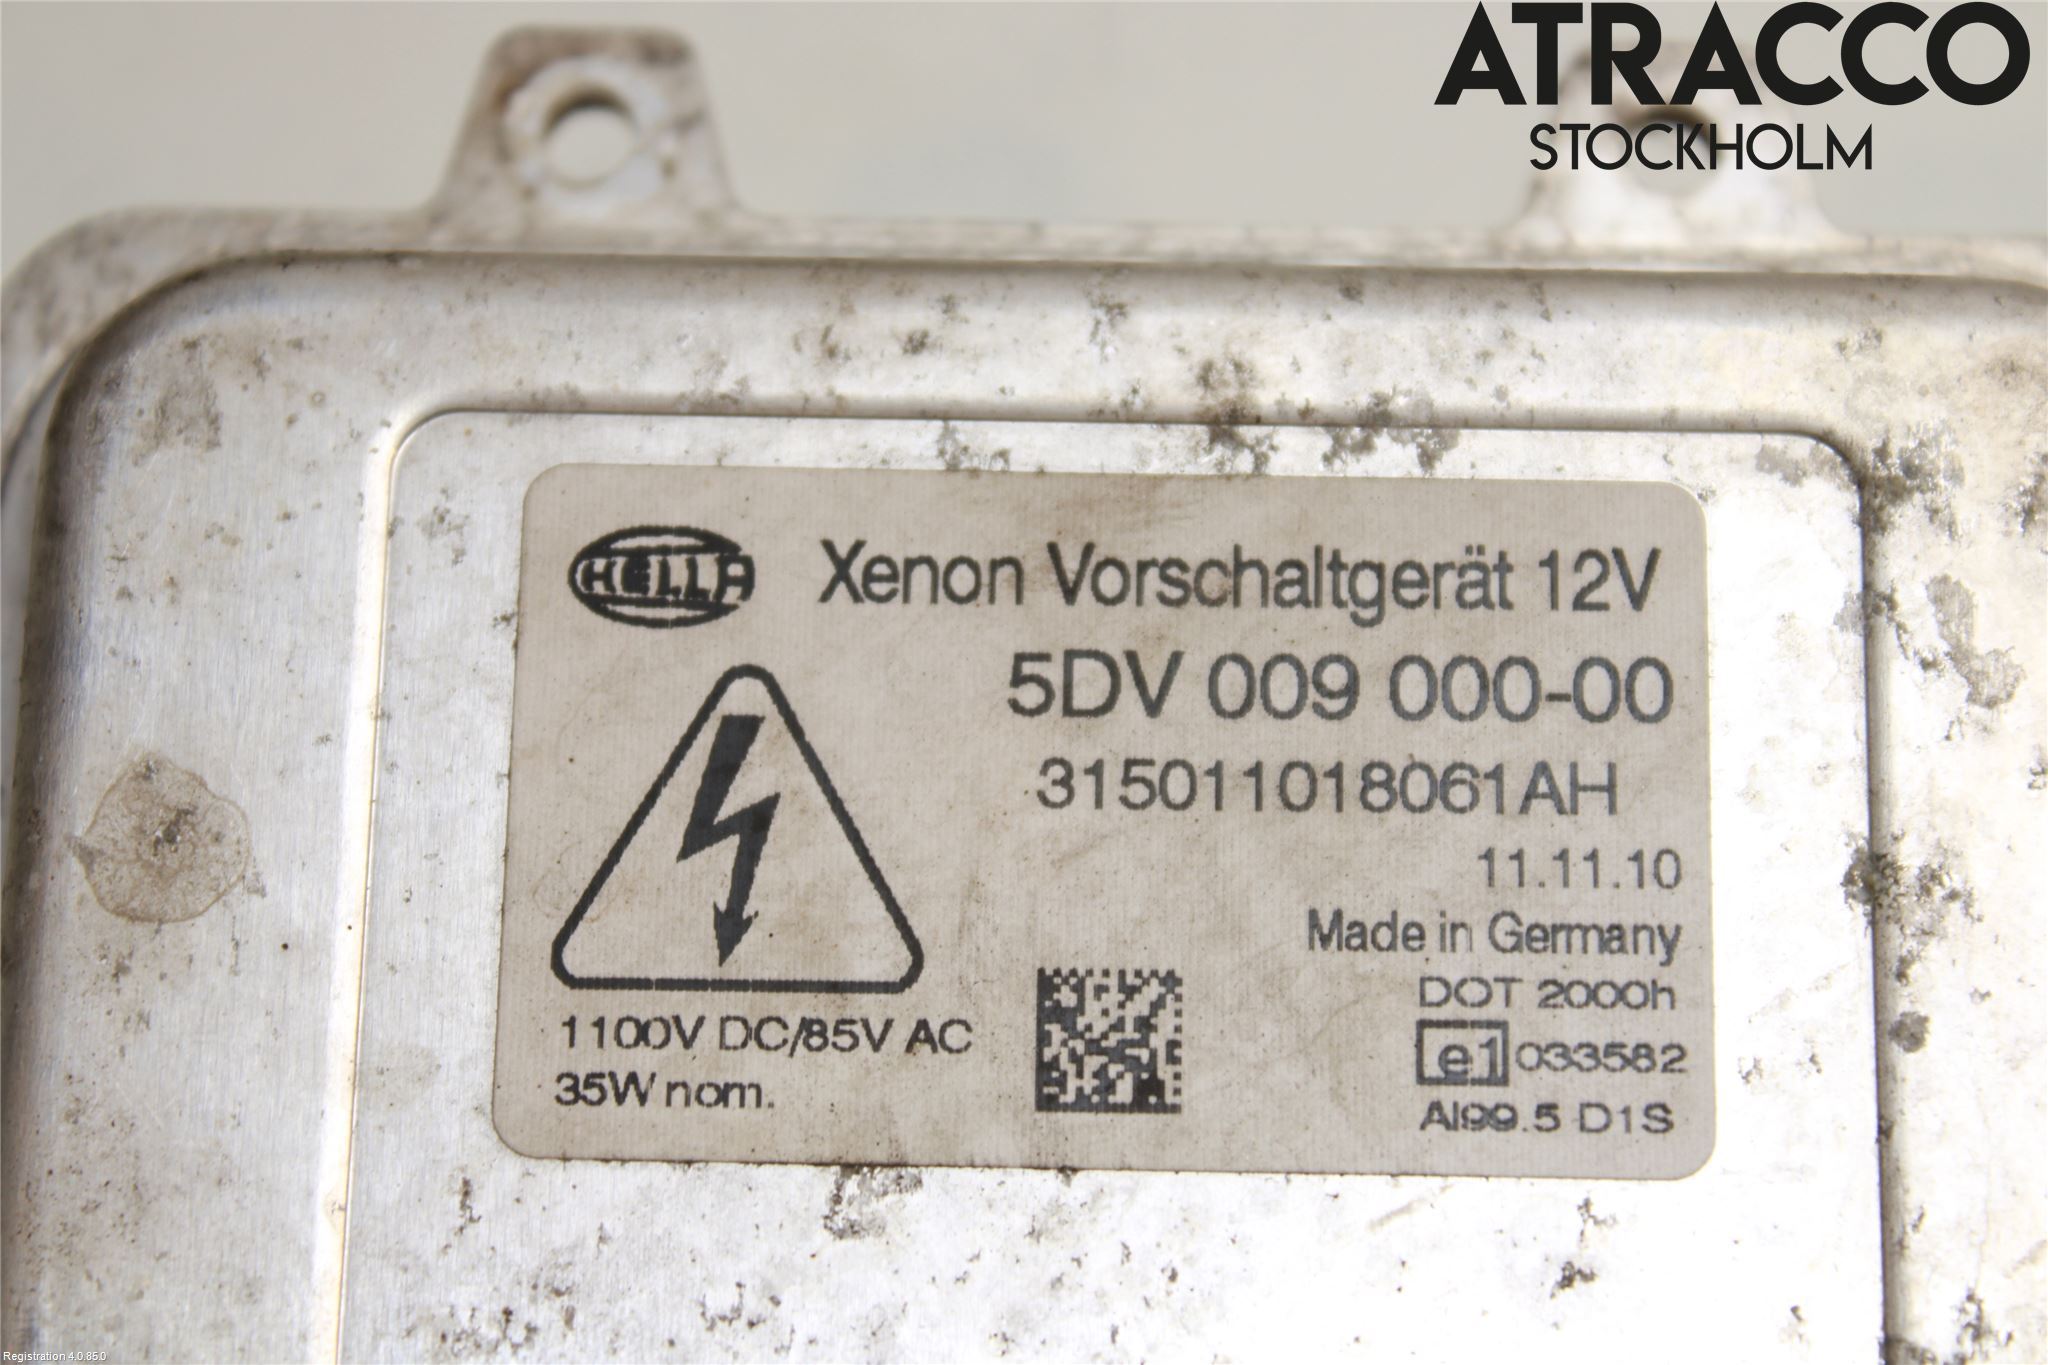 ATRACCO
STOCKHOLM
HELLA Xenon Vorschaltgerät 12V
5DV 009 000-00
315011018061AH
11.11.10
Made in Germany
DOT 2000h
1100V DC/85V AC
e1 033582
35W nom.
AI99.5 D1S
Registration 4.0.85.0